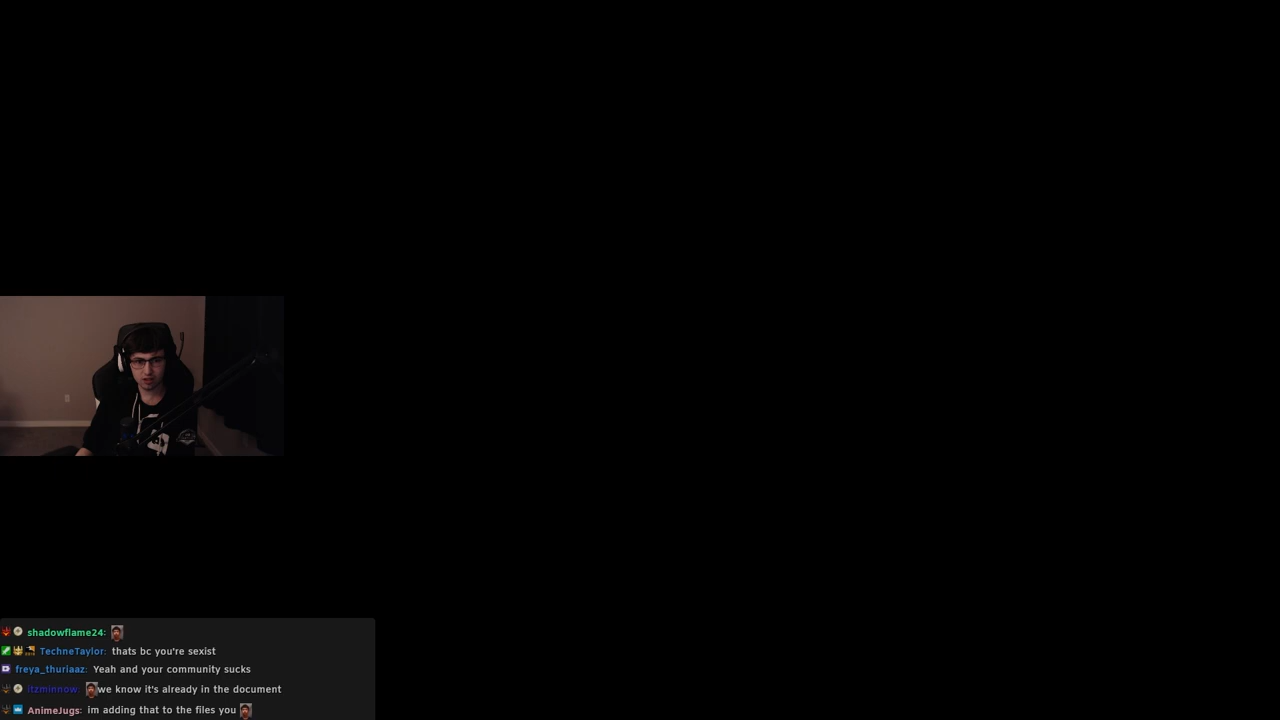 shadowflame24:
TechneTaylor: thats bc you're sexist
freya_thuriaaz: Yeah and your community sucks
itzminnow: we know it's already in the document
AnimeJugs: im adding that to the files you